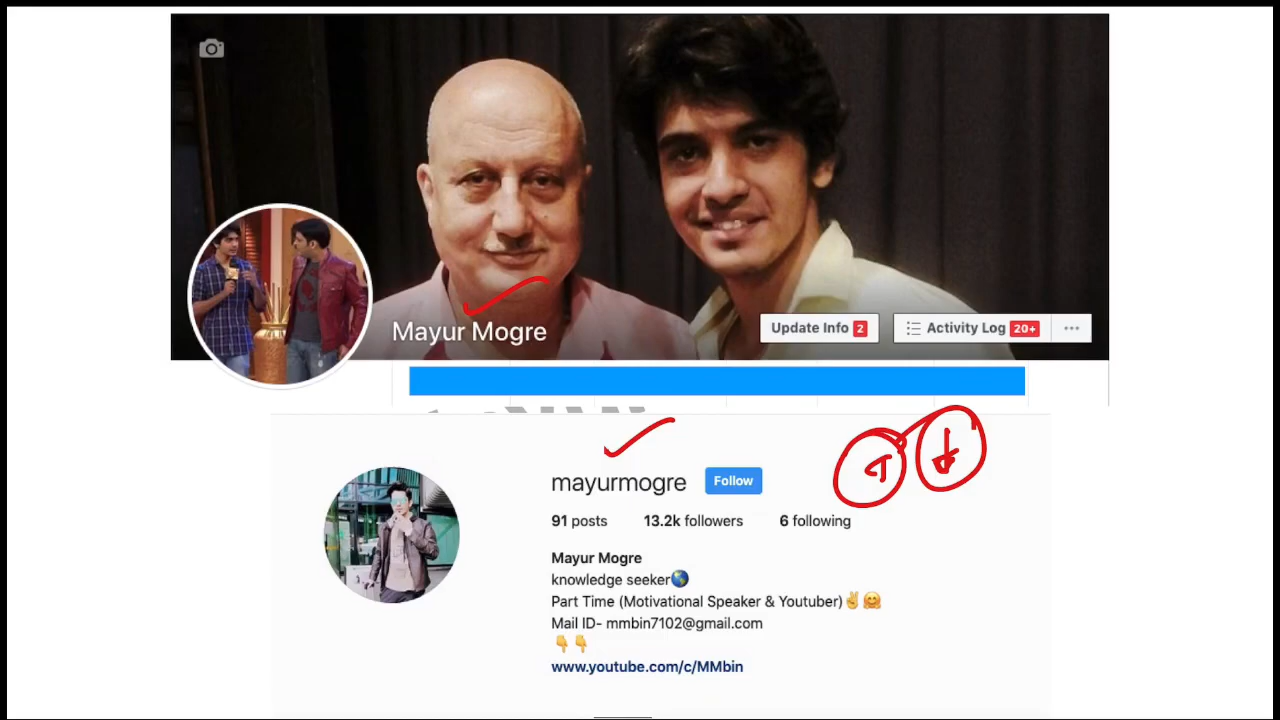 Mayur Mogre
Update Info 2
Activity Log 20+
mayurmogre
Follow
91 posts 13.2k followers 6 following
Mayur Mogre
knowledge seeker🌎
Part Time (Motivational Speaker & Youtuber)✌️🤗
Mail ID- mmbin7102@gmail.com
👇👇
www.youtube.com/c/MMbin